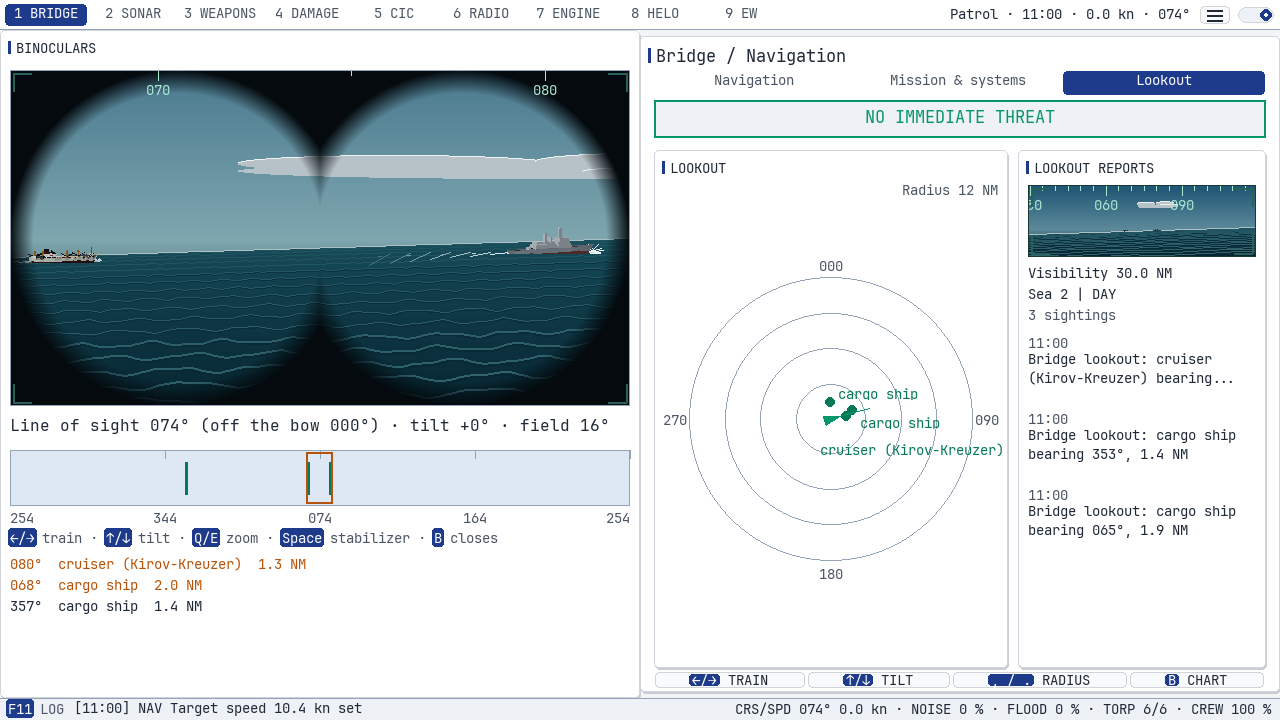 1 BRIDGE  2 SONAR  3 WEAPONS  4 DAMAGE  5 CIC  6 RADIO  7 ENGINE  8 HELO  9 EW  Patrol · 11:00 · 0.0 kn · 074°
BINOCULARS
070  080
Line of sight 074° (off the bow 000°) · tilt +0° · field 16°
254  344  074  164  254
←/→ train · ↑/↓ tilt · Q/E zoom · Space stabilizer · B closes
080°  cruiser (Kirov-Kreuzer)  1.3 NM
068°  cargo ship  2.0 NM
357°  cargo ship  1.4 NM
Bridge / Navigation
Navigation  Mission & systems  Lookout
NO IMMEDIATE THREAT
LOOKOUT
Radius 12 NM
000
cargo ship
270  cargo ship  090
cruiser (Kirov-Kreuzer)
180
LOOKOUT REPORTS
060  090
Visibility 30.0 NM
Sea 2 | DAY
3 sightings
11:00
Bridge lookout: cruiser
(Kirov-Kreuzer) bearing...
11:00
Bridge lookout: cargo ship
bearing 353°, 1.4 NM
11:00
Bridge lookout: cargo ship
bearing 065°, 1.9 NM
←/→ TRAIN  ↑/↓ TILT  , / . RADIUS  B CHART
F11 LOG [11:00] NAV Target speed 10.4 kn set  CRS/SPD 074° 0.0 kn · NOISE 0 % · FLOOD 0 % · TORP 6/6 · CREW 100 %